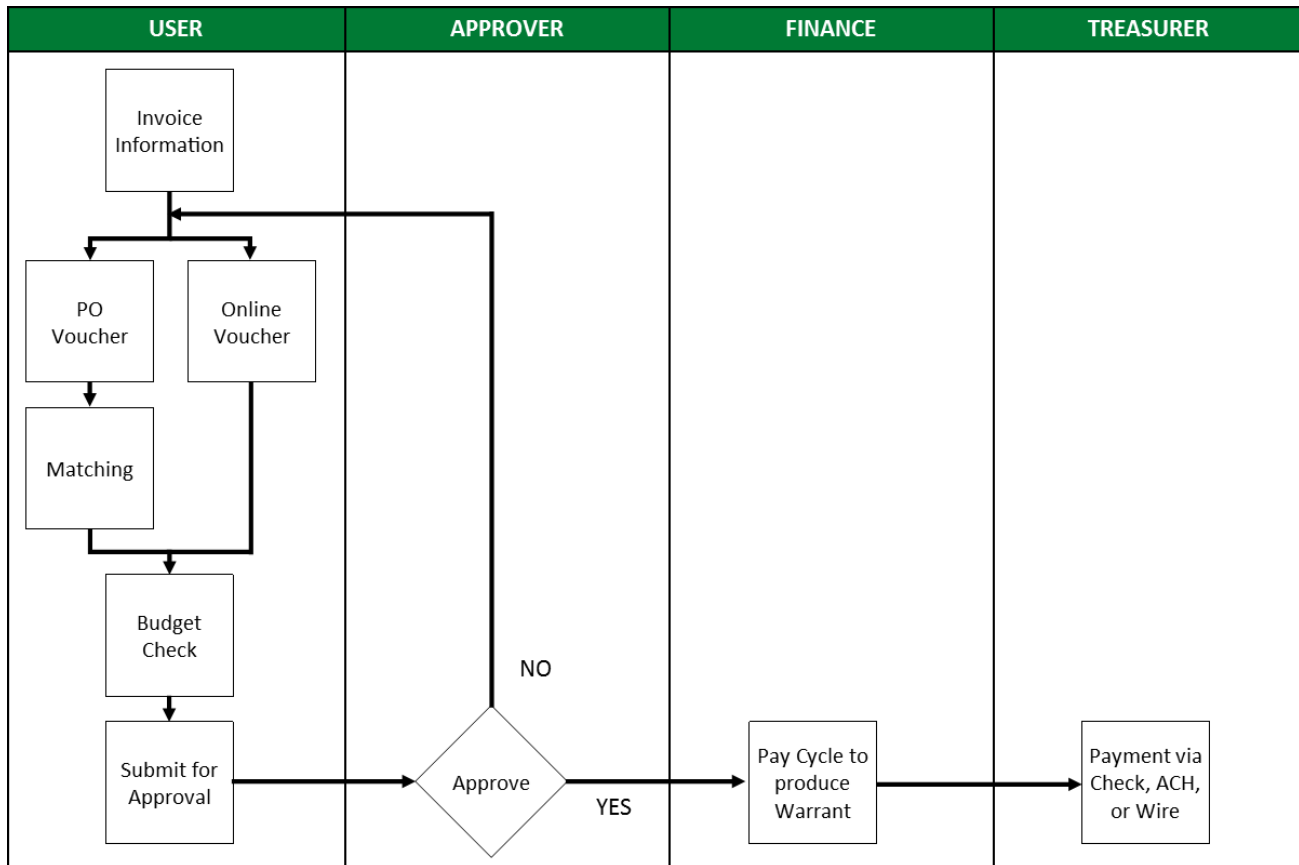 USER
APPROVER
FINANCE
TREASURER
Invoice
Information
PO
Voucher
Online
Voucher
Matching
Budget
Check
NO
Submit for
Approval
Approve
YES
Pay Cycle to
produce
Warrant
Payment via
Check, ACH,
or Wire